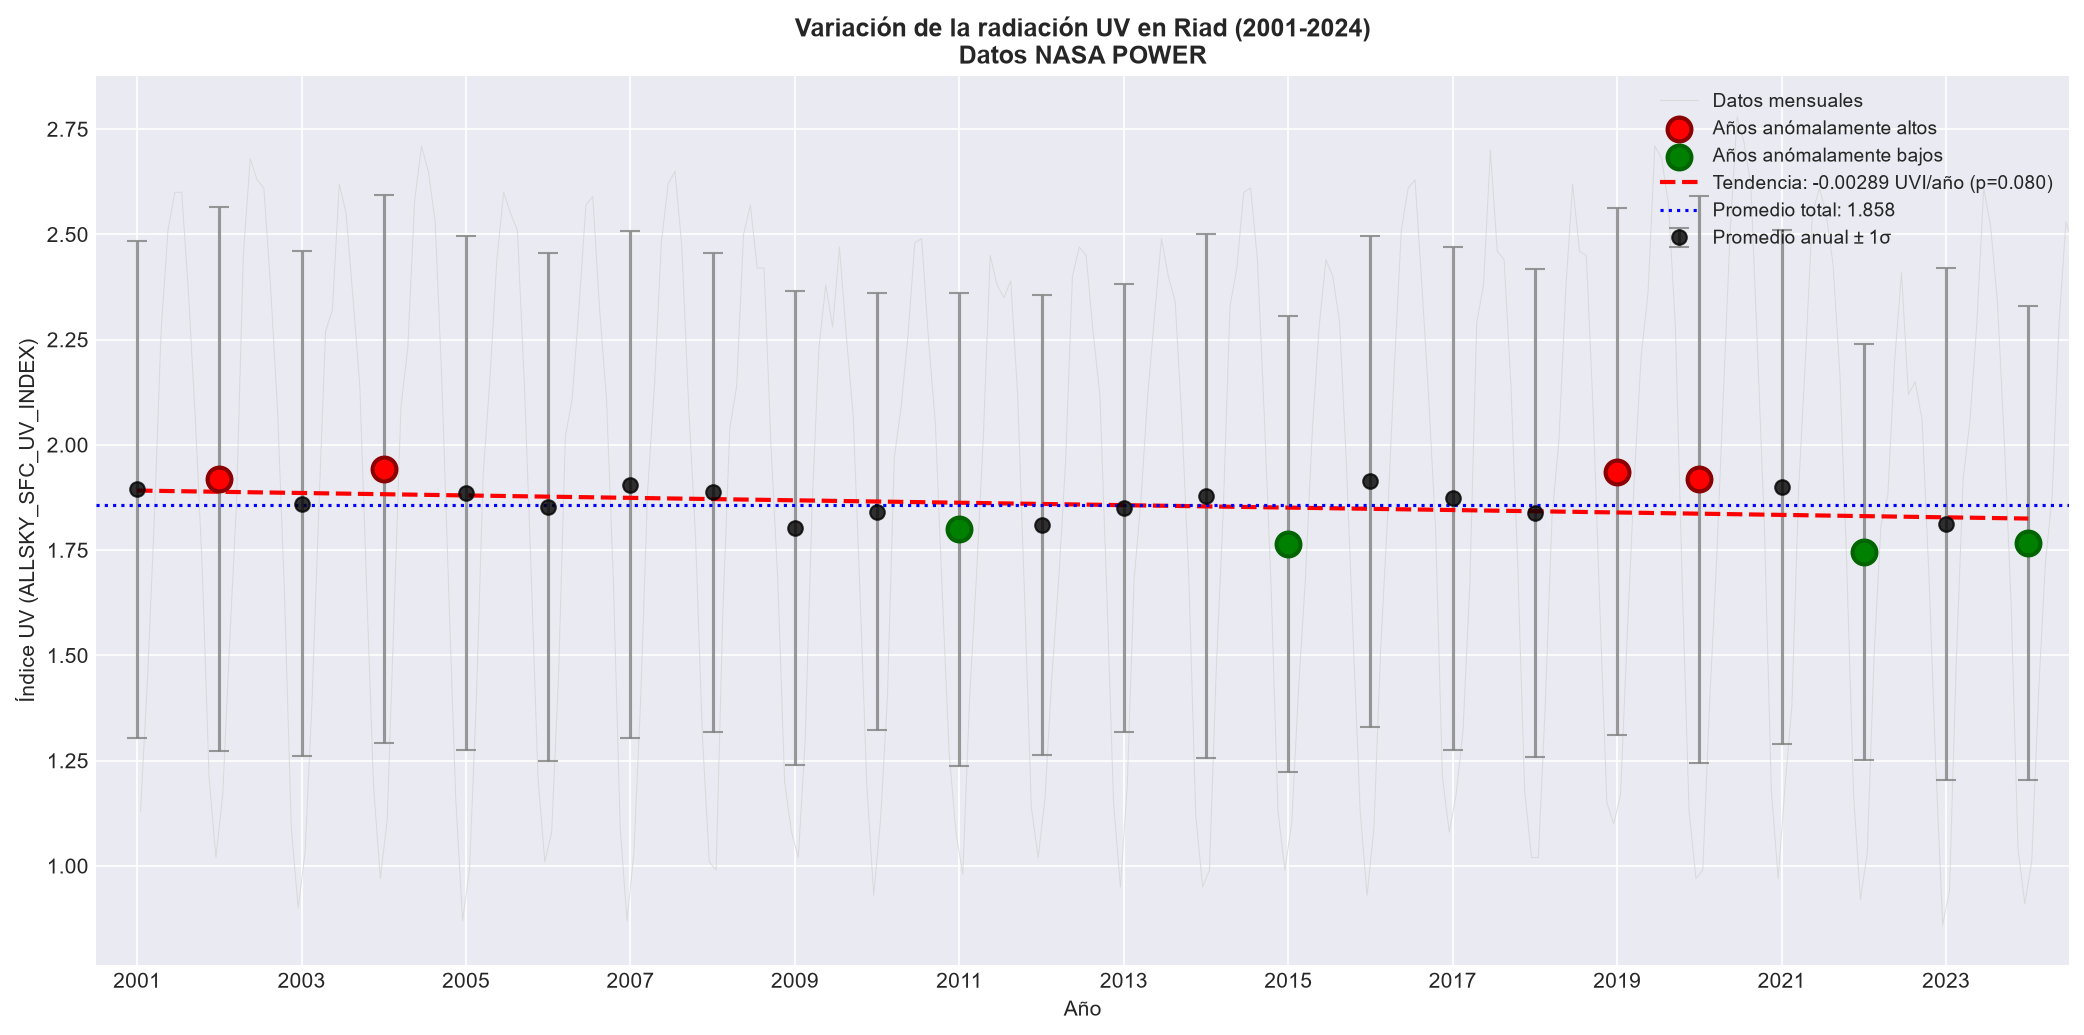 Variación de la radiación UV en Riad (2001-2024)
Datos NASA POWER
Datos mensuales
Años anómalamente altos
Años anómalamente bajos
Tendencia: -0.00289 UVI/año (p=0.080)
Promedio total: 1.858
Promedio anual ± 1σ
Índice UV (ALLSKY_SFC_UV_INDEX)
2.75
2.50
2.25
2.00
1.75
1.50
1.25
1.00
2001 2003 2005 2007 2009 2011 2013 2015 2017 2019 2021 2023
Año